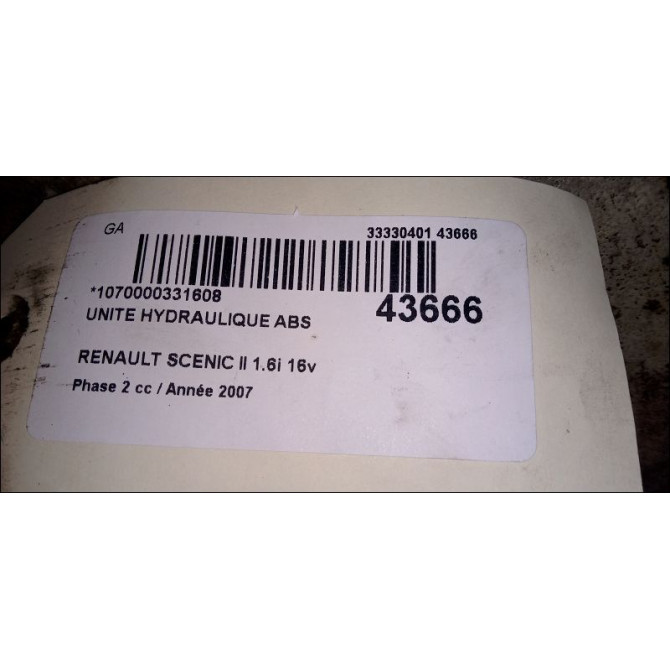 GA 33330401 43666
*1070000331608 43666
UNITE HYDRAULIQUE ABS
RENAULT SCENIC II 1.6i 16v
Phase 2 cc / Année 2007